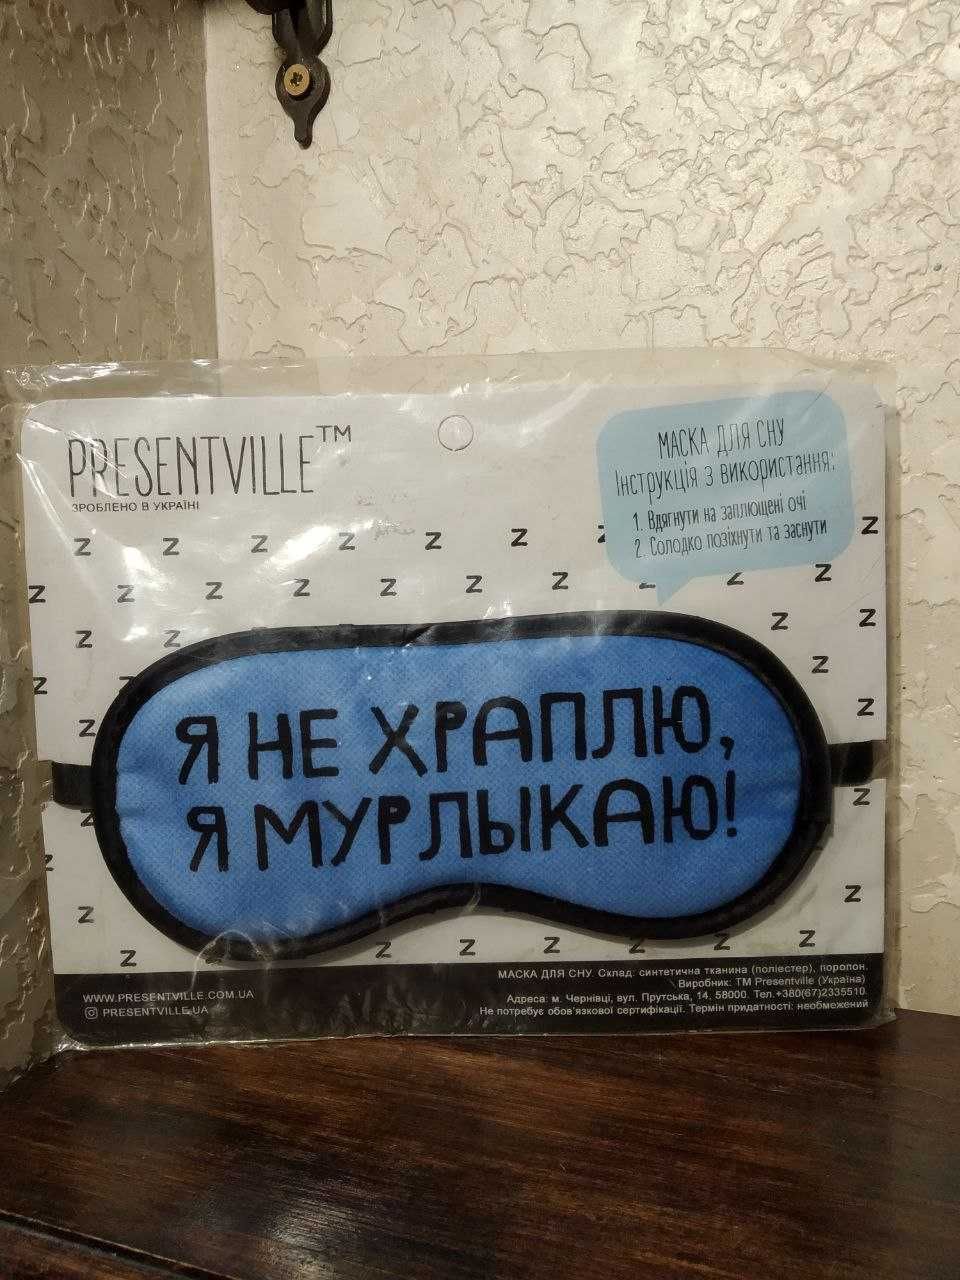 PRESENTVILLE™
ЗРОБЛЕНО В УКРАЇНІ
МАСКА ДЛЯ СНУ
Інструкція з використання:
1. Вдягнути на заплющені очі
2. Солодко позіхнути та заснути
Z Z Z Z Z Z Z Z
Z Z Z Z Z Z Z Z Z
Z Z Z Z
Z Z
Я НЕ ХРАПЛЮ,
Z Z
Я МУРЛЫКАЮ!
Z Z
Z
Z Z
Z Z Z Z Z
МАСКА ДЛЯ СНУ. Склад: синтетична тканина (поліестер), поролон.
Виробник: ТМ Presentville (Україна)
WWW.PRESENTVILLE.COM.UA
Адреса: м. Чернівці, вул. Прутська, 14, 58000. Тел.+380(67)2335510.
PRESENTVILLE.UA
Не потребує обов'язкової сертифікації. Термін придатності: необмежений